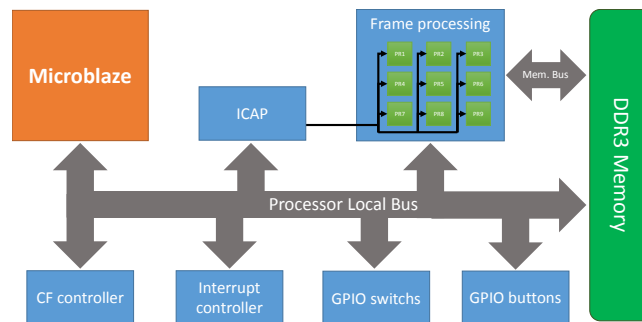 Frame processing
Microblaze
PR1 PR2 PR3
Mem. Bus
PR4 PR5 PR6
ICAP
PR7 PR8 PR9
DDR3 Memory
Processor Local Bus
CF controller
Interrupt
controller
GPIO switchs
GPIO buttons